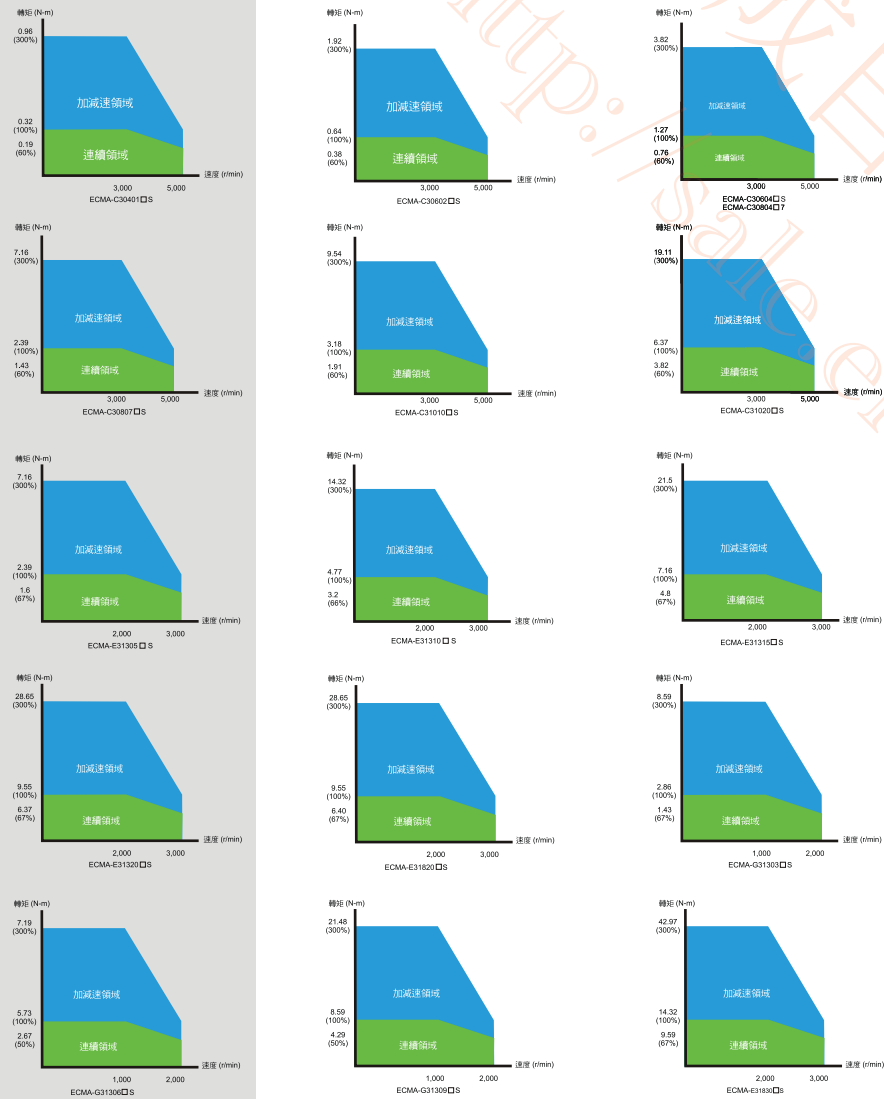 轉矩 (N-m)
0.96
(300%)
加減速領域
0.32
(100%)
0.19
(60%)
連續領域
速度 (r/min)
3,000 5,000
ECMA-C30401□S
轉矩 (N-m)
1.92
(300%)
加減速領域
0.64
(100%)
0.38
(60%)
連續領域
速度 (r/min)
3,000 5,000
ECMA-C30602□S
轉矩 (N-m)
3.82
(300%)
加減速領域
1.27
(100%)
0.76
(60%)
連續領域
速度 (r/min)
3,000 5,000
ECMA-C30604□S
ECMA-C30804□7
轉矩 (N-m)
7.16
(300%)
加減速領域
2.39
(100%)
1.43
(60%)
連續領域
速度 (r/min)
3,000 5,000
ECMA-C30807□S
轉矩 (N-m)
9.54
(300%)
加減速領域
3.18
(100%)
1.91
(60%)
連續領域
速度 (r/min)
3,000 5,000
ECMA-C31010□S
轉矩 (N-m)
19.11
(300%)
加減速領域
6.37
(100%)
3.82
(60%)
連續領域
速度 (r/min)
3,000 5,000
ECMA-C31020□S
轉矩 (N-m)
7.16
(300%)
加減速領域
2.39
(100%)
1.6
(67%)
連續領域
速度 (r/min)
2,000 3,000
ECMA-E31305□S
轉矩 (N-m)
14.32
(300%)
加減速領域
4.77
(100%)
3.2
(66%)
連續領域
速度 (r/min)
2,000 3,000
ECMA-E31310□S
轉矩 (N-m)
21.5
(300%)
加減速領域
7.16
(100%)
4.8
(67%)
連續領域
速度 (r/min)
2,000 3,000
ECMA-E31315□S
轉矩 (N-m)
28.65
(300%)
加減速領域
9.55
(100%)
6.37
(67%)
連續領域
速度 (r/min)
2,000 3,000
ECMA-E31320□S
轉矩 (N-m)
28.65
(300%)
加減速領域
9.55
(100%)
6.40
(67%)
連續領域
速度 (r/min)
2,000 3,000
ECMA-E31820□S
轉矩 (N-m)
8.59
(300%)
加減速領域
2.86
(100%)
1.43
(67%)
連續領域
速度 (r/min)
1,000 2,000
ECMA-G31303□S
轉矩 (N-m)
7.19
(300%)
加減速領域
5.73
(100%)
2.67
(50%)
連續領域
速度 (r/min)
1,000 2,000
ECMA-G31306□S
轉矩 (N-m)
21.48
(300%)
加減速領域
8.59
(100%)
4.29
(50%)
連續領域
速度 (r/min)
1,000 2,000
ECMA-G31309□S
轉矩 (N-m)
42.97
(300%)
加減速領域
14.32
(100%)
9.59
(67%)
連續領域
速度 (r/min)
2,000 3,000
ECMA-E31830□S
http://sale.e